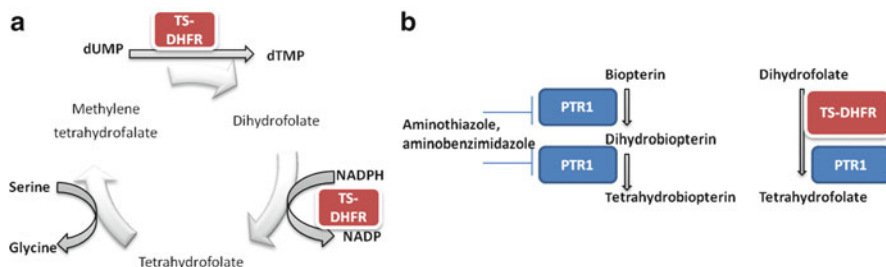 a
TS-
DHFR
dUMP
dTMP
Methylene
tetrahydrofalate
Dihydrofolate
Serine
NADPH
TS-
DHFR
Glycine
NADP
Tetrahydrofolate
b
Biopterin
Dihydrofolate
PTR1
TS-DHFR
Aminothiazole,
aminobenzimidazole
Dihydrobiopterin
PTR1
PTR1
Tetrahydrobiopterin
Tetrahydrofolate